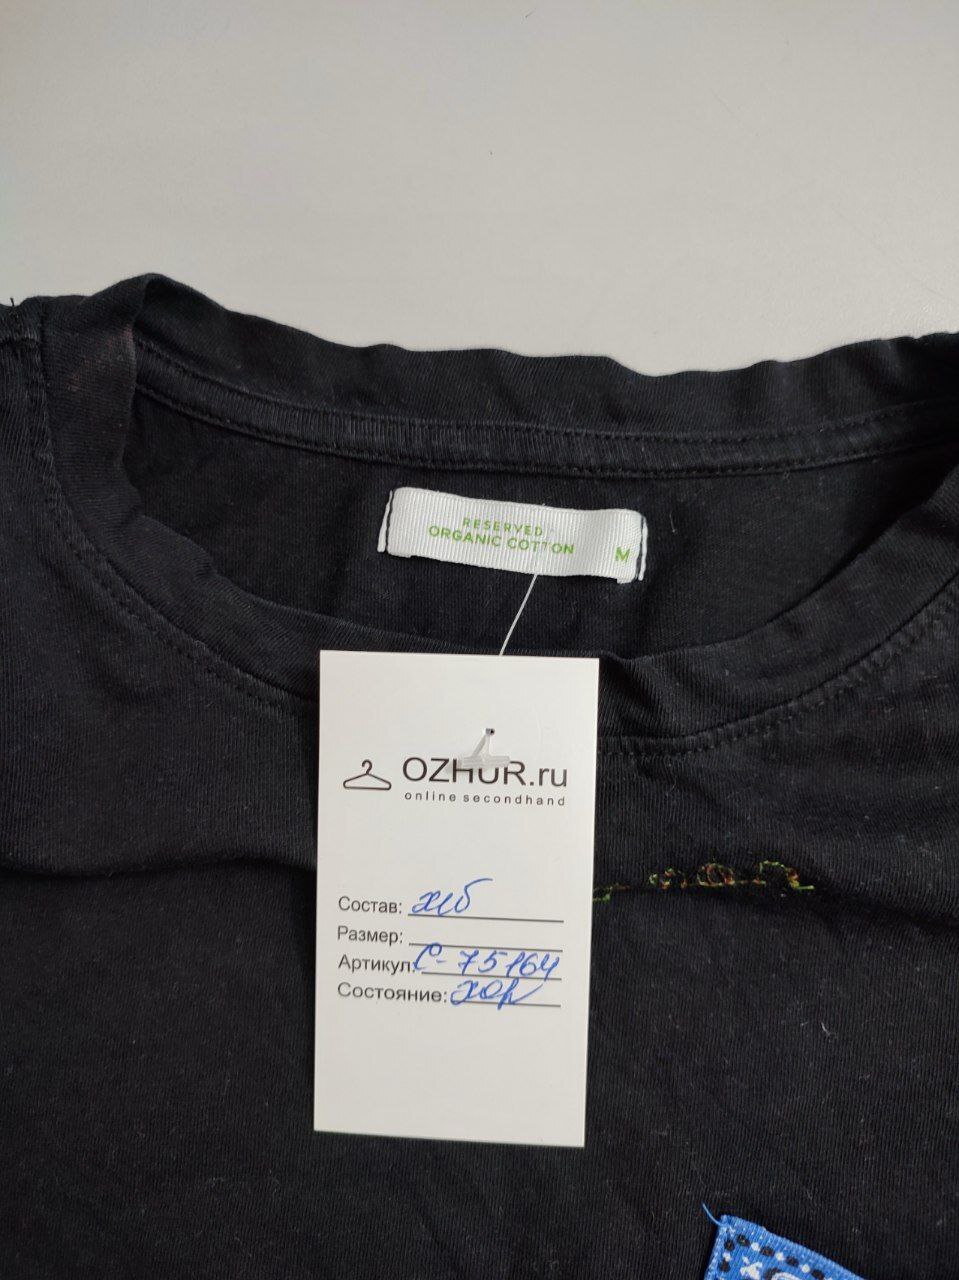 RESERVED
ORGANIC COTTON M
OZHUR.ru
online secondhand
Состав: х/б
Размер:
Артикул: С-75164
Состояние: хор